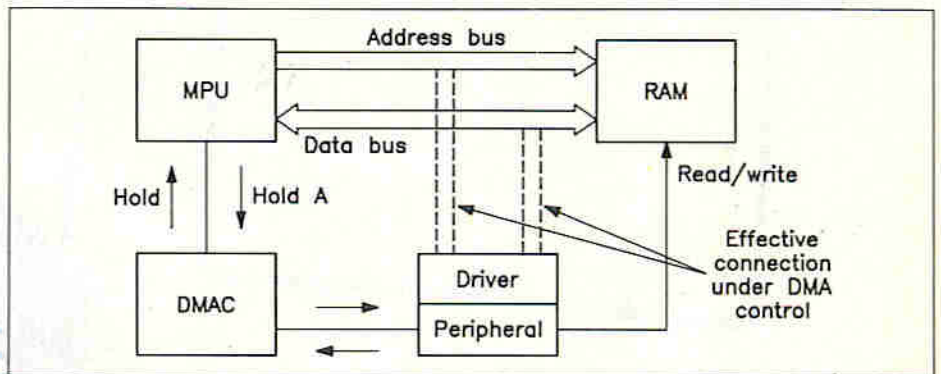 Address bus
MPU
RAM
Data bus
Hold
Hold A
Read/write
DMAC
Driver
Peripheral
Effective
connection
under DMA
control